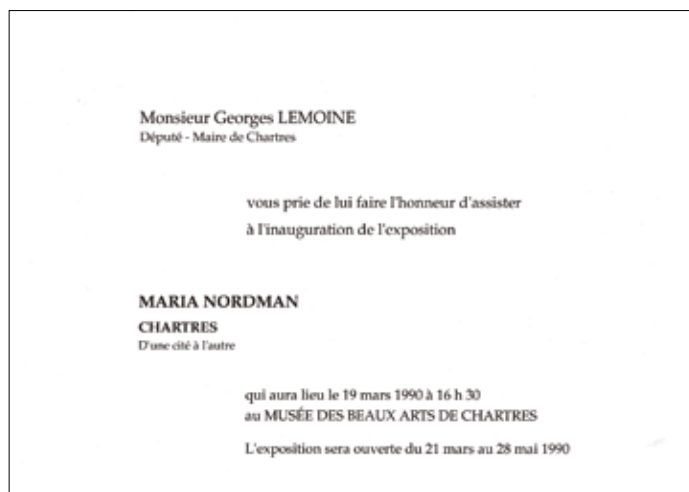 Monsieur Georges LEMOINE
Député - Maire de Chartres
vous prie de lui faire l'honneur d'assister
à l'inauguration de l'exposition
MARIA NORDMAN
CHARTRES
D'une cité à l'autre
qui aura lieu le 19 mars 1990 à 16 h 30
au MUSÉE DES BEAUX ARTS DE CHARTRES
L'exposition sera ouverte du 21 mars au 28 mai 1990